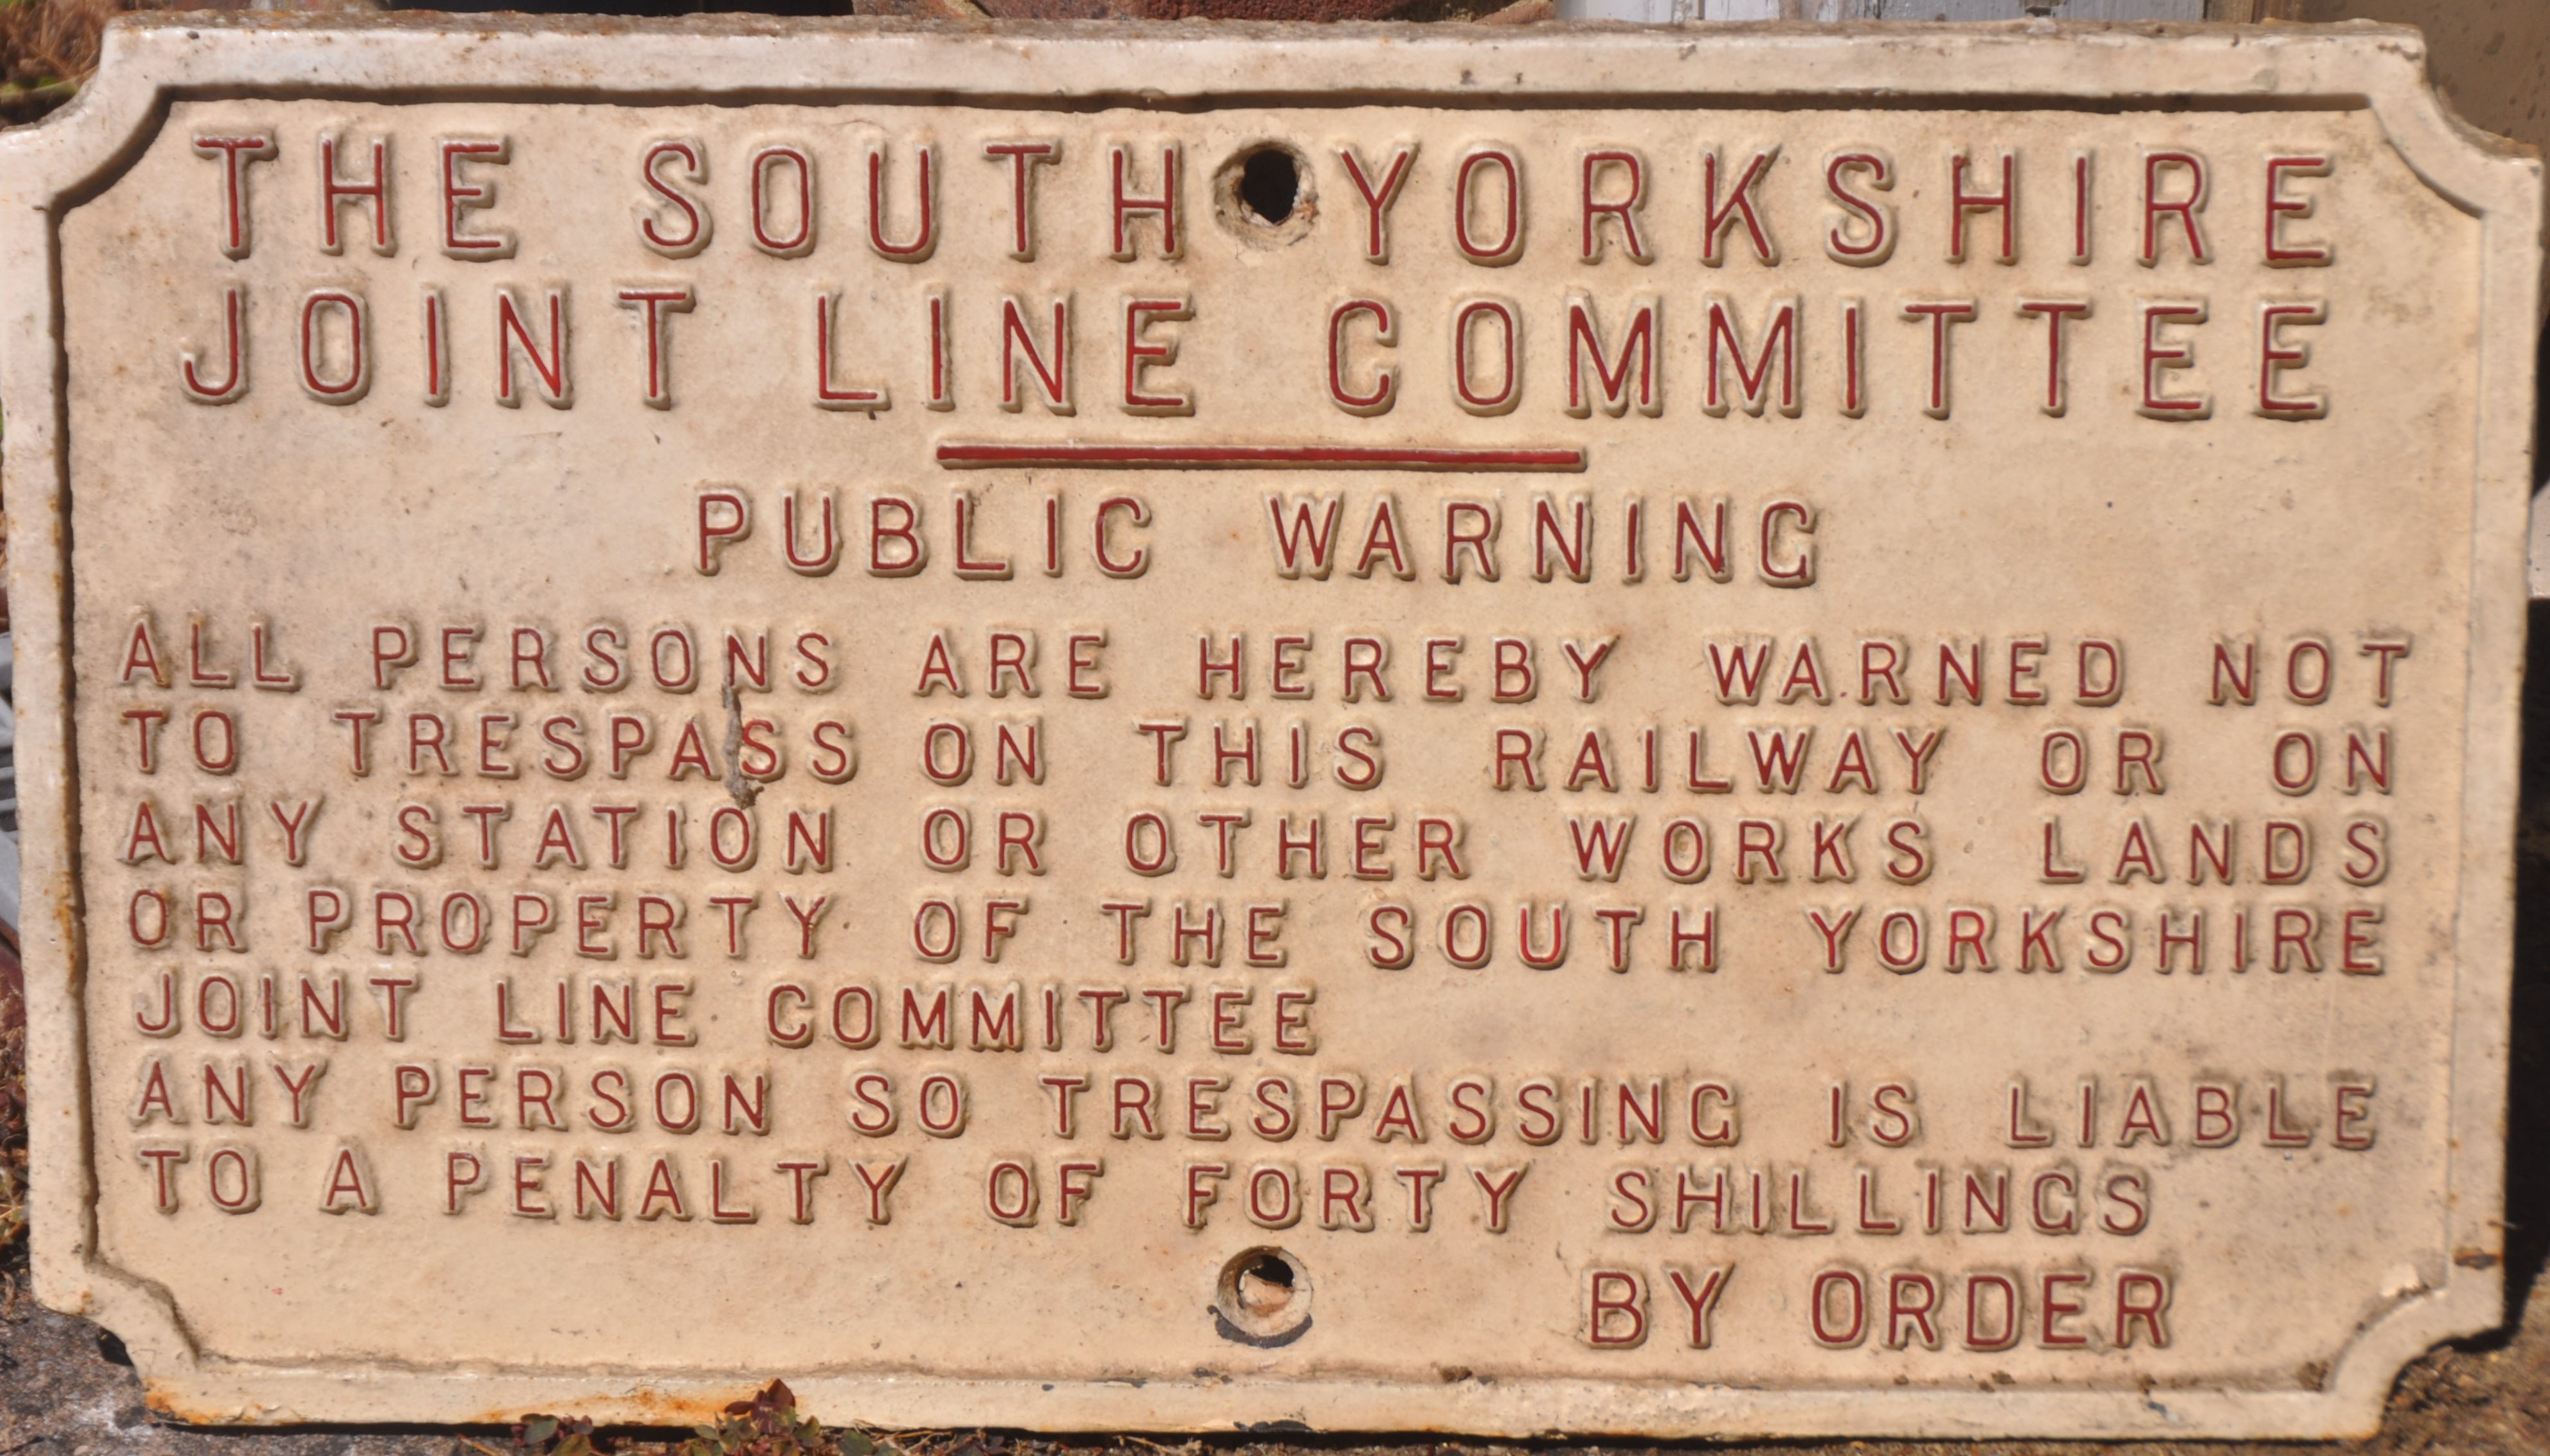 THE SOUTH YORKSHIRE
JOINT LINE COMMITTEE
PUBLIC WARNING
ALL PERSONS ARE HEREBY WARNED NOT
TO TRESPASS ON THIS RAILWAY OR ON
ANY STATION OR OTHER WORKS LANDS
OR PROPERTY OF THE SOUTH YORKSHIRE
JOINT LINE COMMITTEE
ANY PERSON SO TRESPASSING IS LIABLE
TO A PENALTY OF FORTY SHILLINGS
BY ORDER